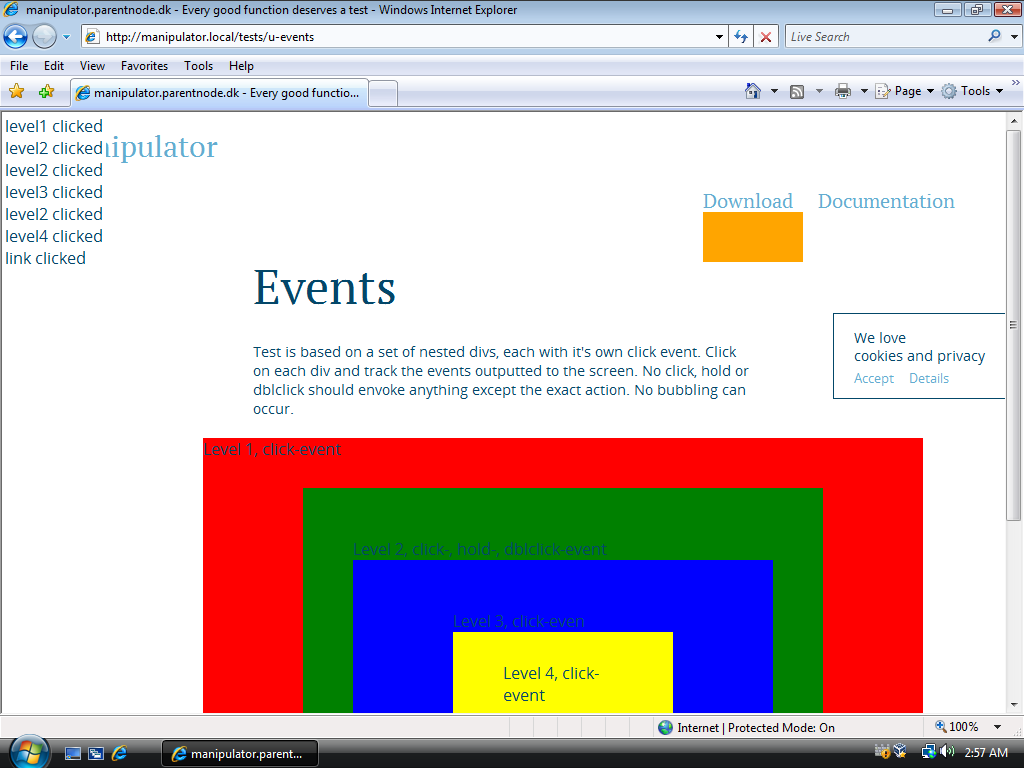 manipulator.parentnode.dk - Every good function deserves a test - Windows Internet Explorer
http://manipulator.local/tests/u-events
Live Search
File Edit View Favorites Tools Help
manipulator.parentnode.dk - Every good functio...
Page Tools
level1 clicked
level2 clicked
level2 clicked
level3 clicked
level2 clicked
level4 clicked
link clicked
nipulator
Download Documentation
Events
Test is based on a set of nested divs, each with it's own click event. Click
on each div and track the events outputted to the screen. No click, hold or
dblclick should envoke anything except the exact action. No bubbling can
occur.
We love
cookies and privacy
Accept Details
Level 1, click-event
Level 2, click-, hold-, dblclick-event
Level 3, click-even
Level 4, click-
event
Internet | Protected Mode: On
100%
manipulator.parent...
2:57 AM